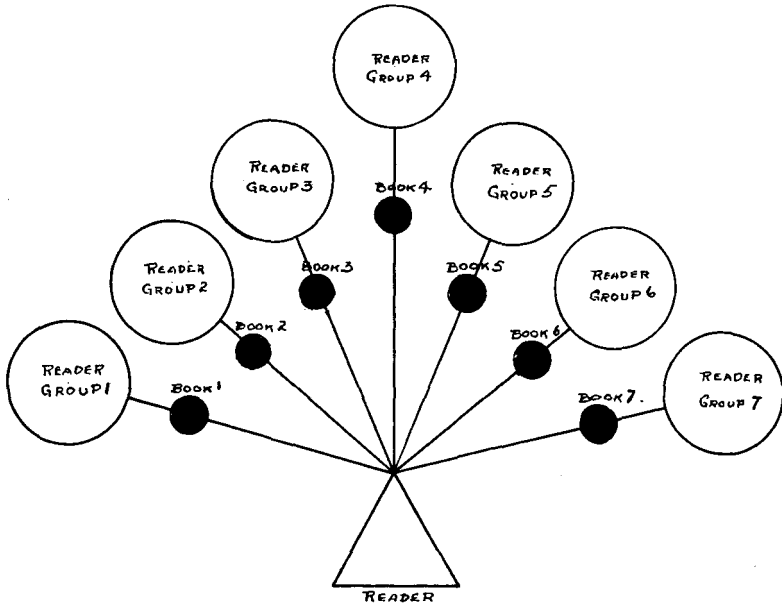 READER
GROUP 4
READER
GROUP 3
READER
GROUP 5
BOOK 4
READER
GROUP 2
BOOK 3
BOOK 5
READER
GROUP 6
BOOK 2
BOOK 6
READER
GROUP 1
BOOK 1
BOOK 7.
READER
GROUP 7
READER